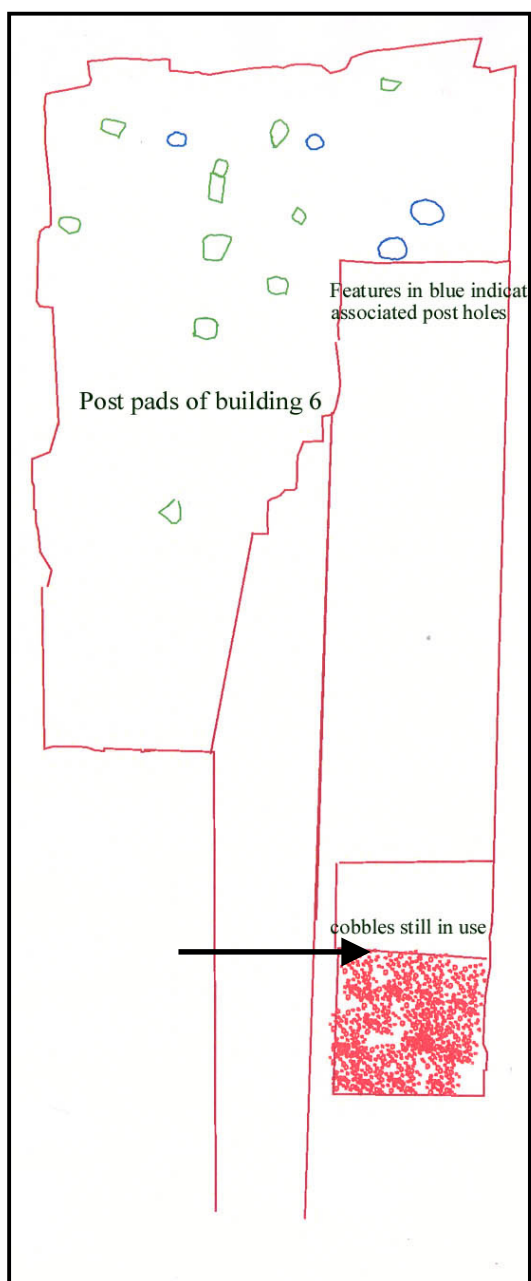 Features in blue indicat
associated post holes
Post pads of building 6
cobbles still in use